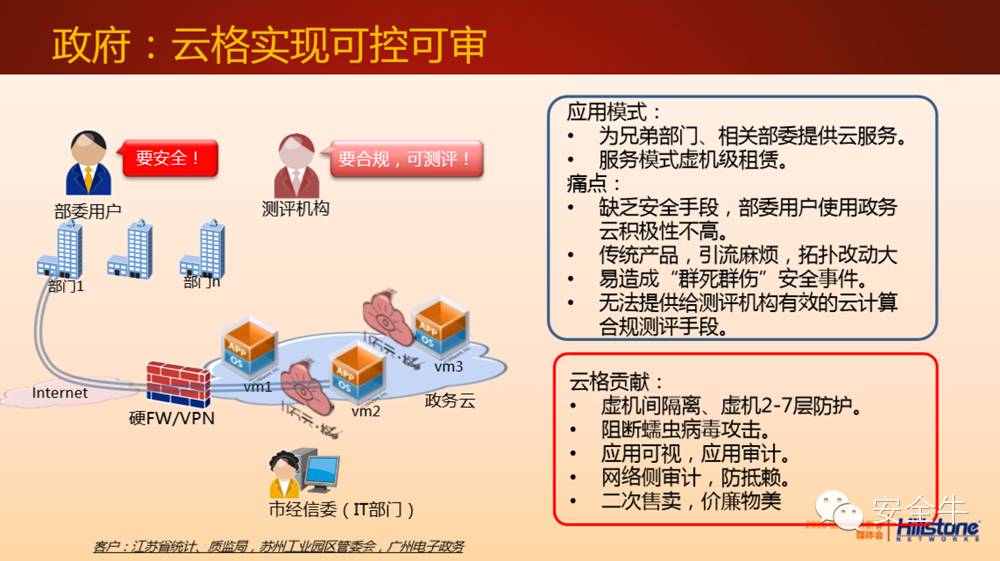 政府：云格实现可控可审
要安全！
要合规，可测评！
部委用户
测评机构
部门1
部门n
APP
OS
vm1
APP
OS
vm2
APP
OS
vm3
Internet
硬FW/VPN
政务云
市经信委（IT部门）
客户：江苏省统计、质监局，苏州工业园区管委会，广州电子政务
应用模式：
• 为兄弟部门、相关部委提供云服务。
• 服务模式虚机级租赁。
痛点：
• 缺乏安全手段，部委用户使用政务
云积极性不高。
• 传统产品，引流麻烦，拓扑改动大
• 易造成“群死群伤”安全事件。
• 无法提供给测评机构有效的云计算
合规测评手段。
云格贡献：
• 虚机间隔离、虚机2-7层防护。
• 阻断蠕虫病毒攻击。
• 应用可视，应用审计。
• 网络侧审计，防抵赖。
• 二次售卖，价廉物美
安全牛
媒体会
Hillstone
NETWORKS